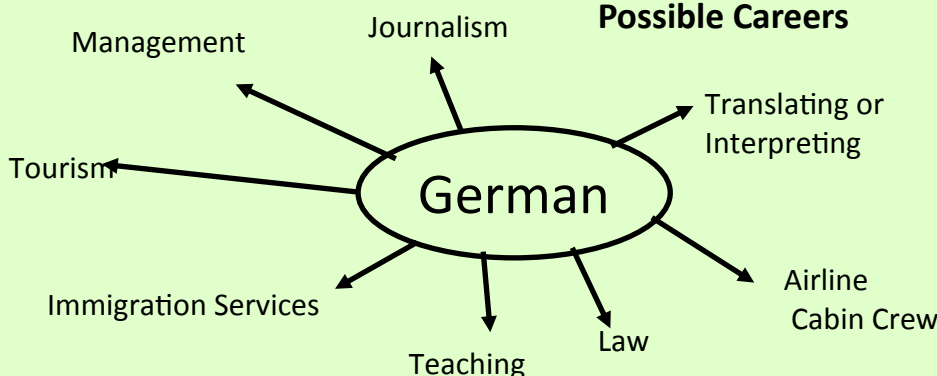 Possible Careers
Journalism
Management
Translating or
Interpreting
Tourism
German
Airline
Cabin Crew
Immigration Services
Law
Teaching